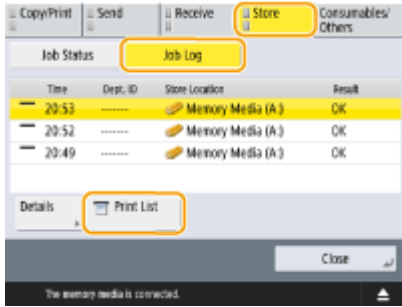 Copy/Print Send Receive Store Consumables/
Others
Job Status Job Log
Time Dept. ID Store Location Result
20:53 ------- Memory Media (A:) OK
20:52 ------- Memory Media (A:) OK
20:49 ------- Memory Media (A:) OK
Details Print List
Close
The memory media is connected.